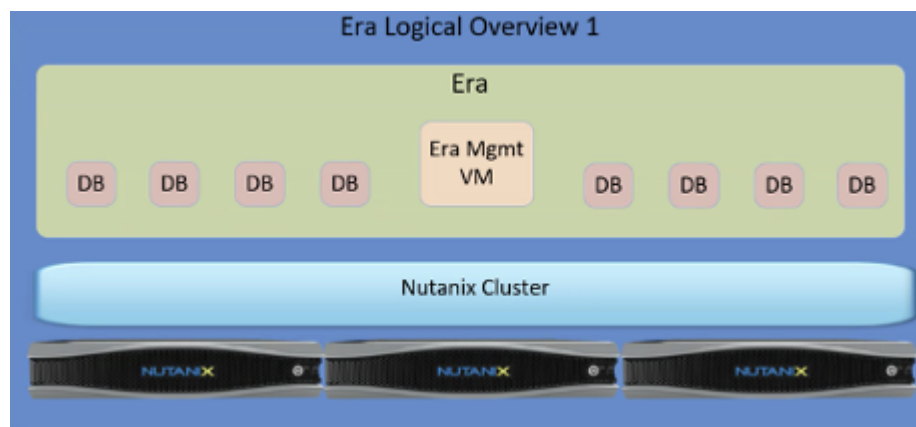 Era Logical Overview 1
Era
Era Mgmt
VM
DB DB DB DB DB DB DB DB
Nutanix Cluster
NUTANIX NUTANIX NUTANIX